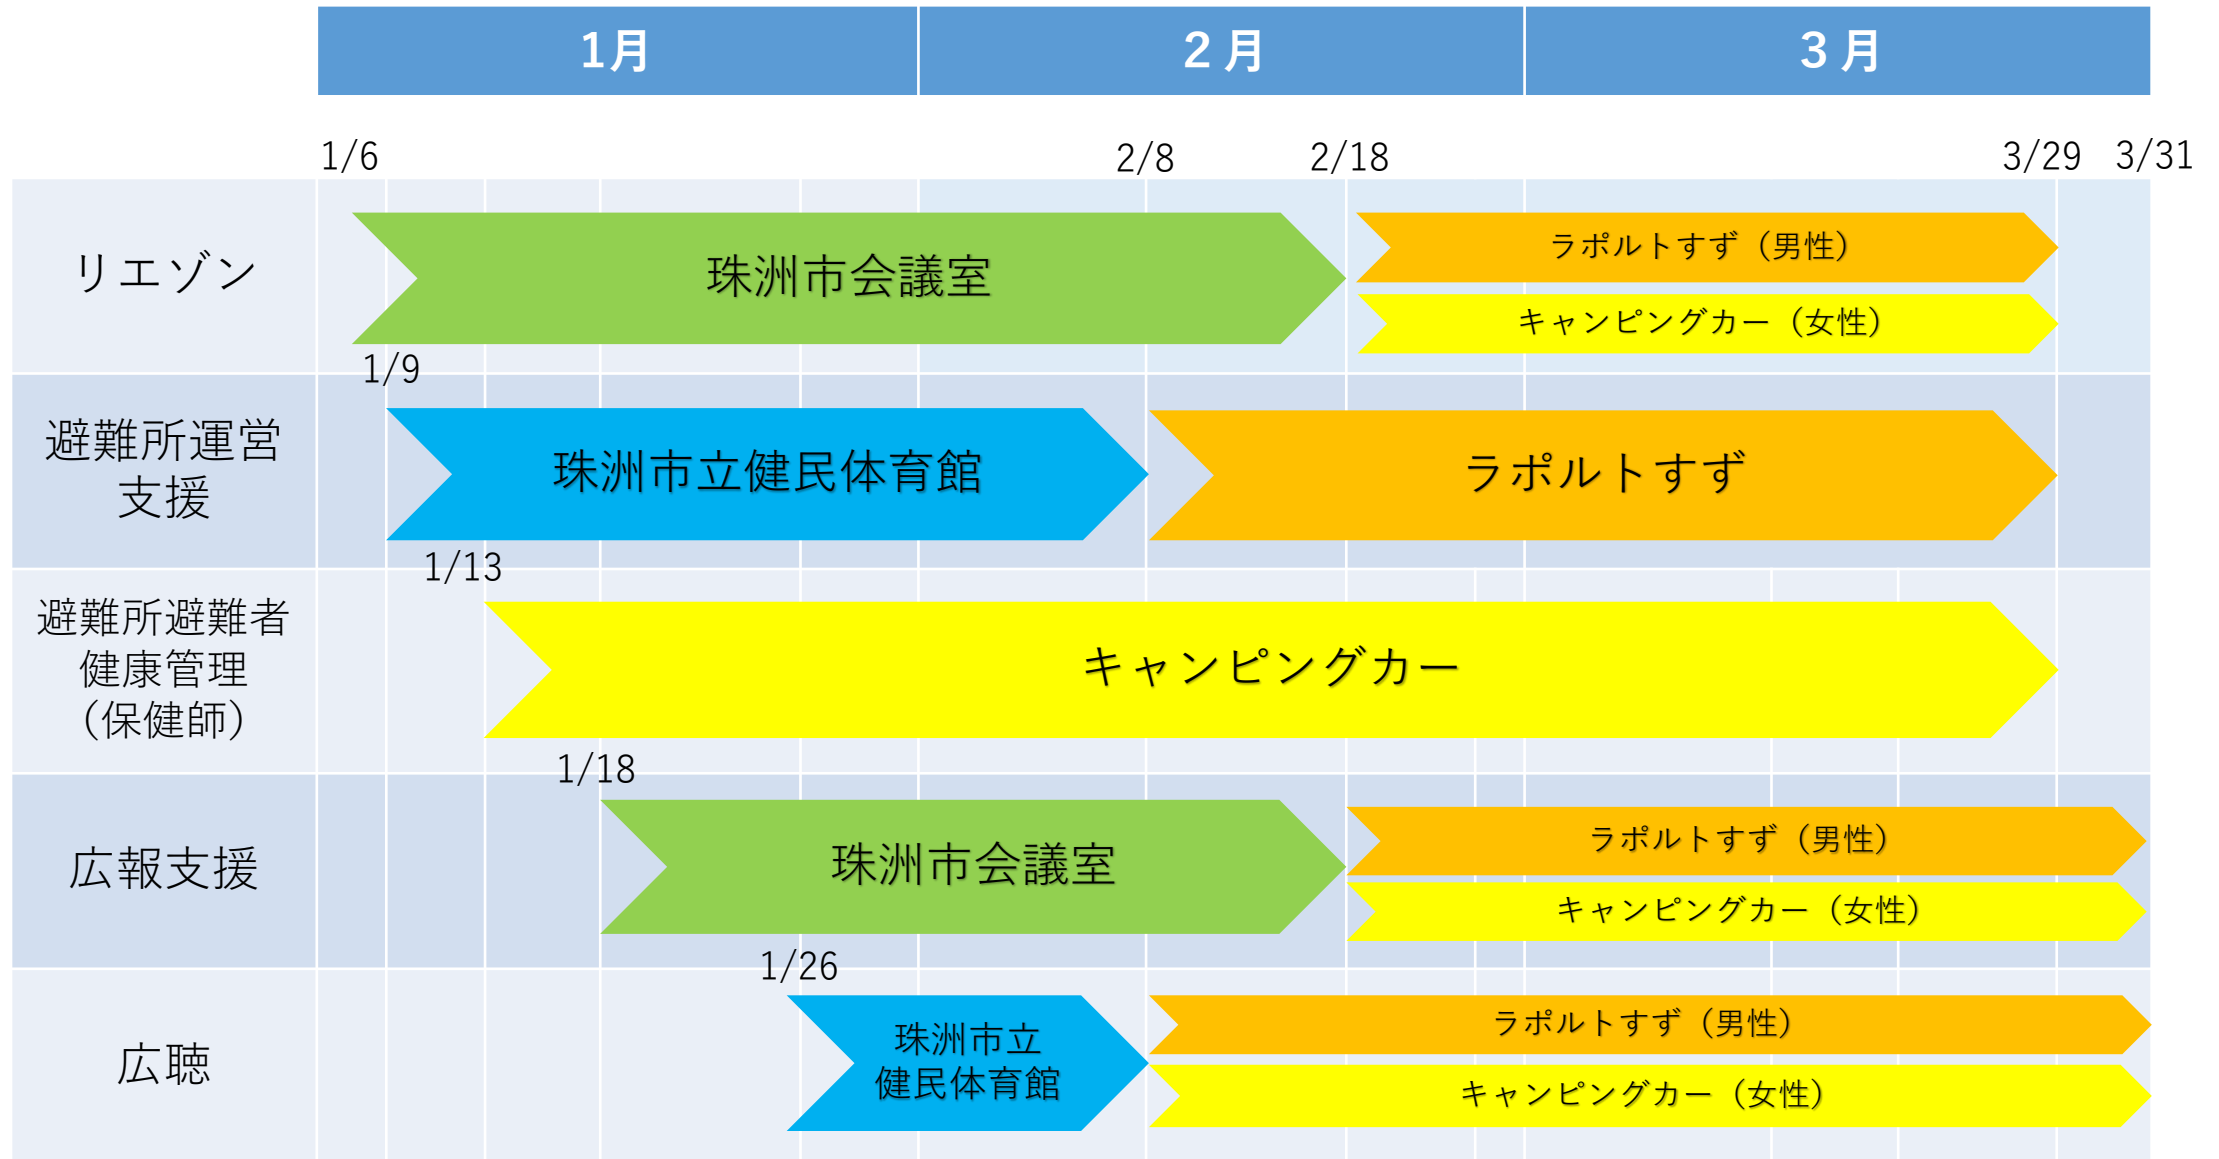 1月
2月
3月
1/6
2/8
2/18
3/29
3/31
リエゾン
珠洲市会議室
ラポルトすず（男性）
キャンピングカー（女性）
1/9
避難所運営
支援
珠洲市立健民体育館
ラポルトすず
1/13
避難所避難者
健康管理
（保健師）
キャンピングカー
1/18
広報支援
珠洲市会議室
ラポルトすず（男性）
キャンピングカー（女性）
1/26
広聴
珠洲市立
健民体育館
ラポルトすず（男性）
キャンピングカー（女性）